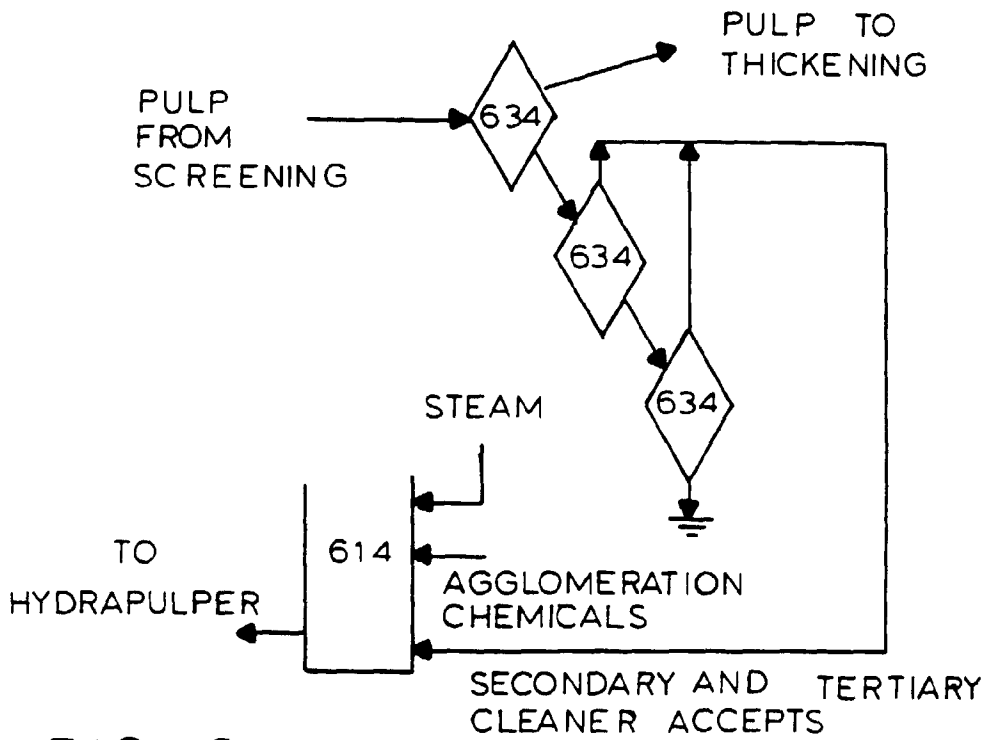 PULP TO
THICKENING
PULP
FROM
SCREENING
634
634
634
STEAM
614
TO
HYDRAPULPER
AGGLOMERATION
CHEMICALS
SECONDARY AND TERTIARY
CLEANER ACCEPTS